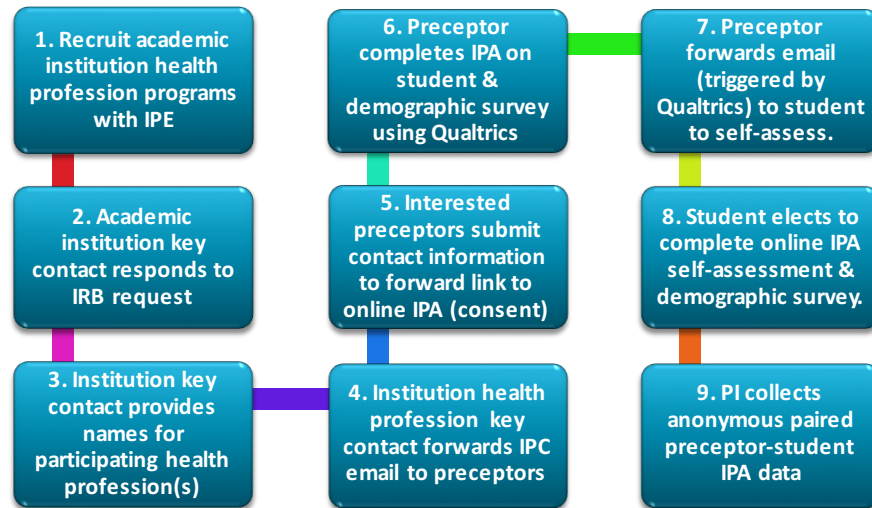 1. Recruit academic
institution health
profession programs
with IPE
2. Academic
institution key
contact responds to
IRB request
3. Institution key
contact provides
names for
participating health
profession(s)
4. Institution health
profession key
contact forwards IPC
email to preceptors
5. Interested
preceptors submit
contact information
to forward link to
online IPA (consent)
6. Preceptor
completes IPA on
student &
demographic survey
using Qualtrics
7. Preceptor
forwards email
(triggered by
Qualtrics) to student
to self-assess.
8. Student elects to
complete online IPA
self-assessment &
demographic survey.
9. PI collects
anonymous paired
preceptor-student
IPA data